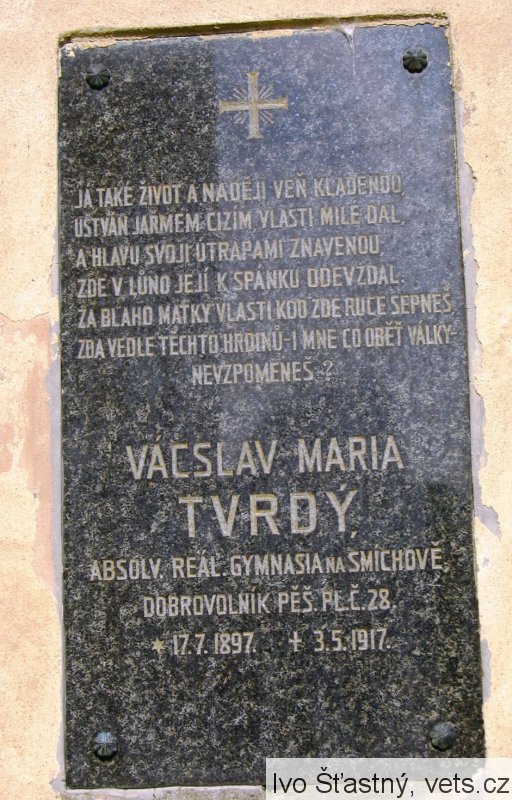 JÁ TAKÉ ŽIVOT A NADĚJI VEŇ KLADENOU,
UŠTVÁN JAŘMEM CIZÍM, VLASTI MILÉ DAL,
A HLAVU SVOJI ÚTRAPAMI ZNAVENOU,
ZDE V LŮNO JEJÍ K SPÁNKU ODEVZDAL.
ZA BLAHO MATKY VLASTI KDO ZDE RUCE SEPNEŠ
ZDA VEDLE TĚCHTO HRDINŮ-I MNE CO OBĚŤ VÁLKY-
NEVZPOMENEŠ-?
VÁCSLAV MARIA
TVRDÝ,
ABSOLV. REÁL. GYMNASIA NA SMÍCHOVĚ,
DOBROVOLNÍK PĚŠ. PL. Č. 28.
* 17.7. 1897. + 3.5. 1917.
Ivo Šťastný, vets.cz